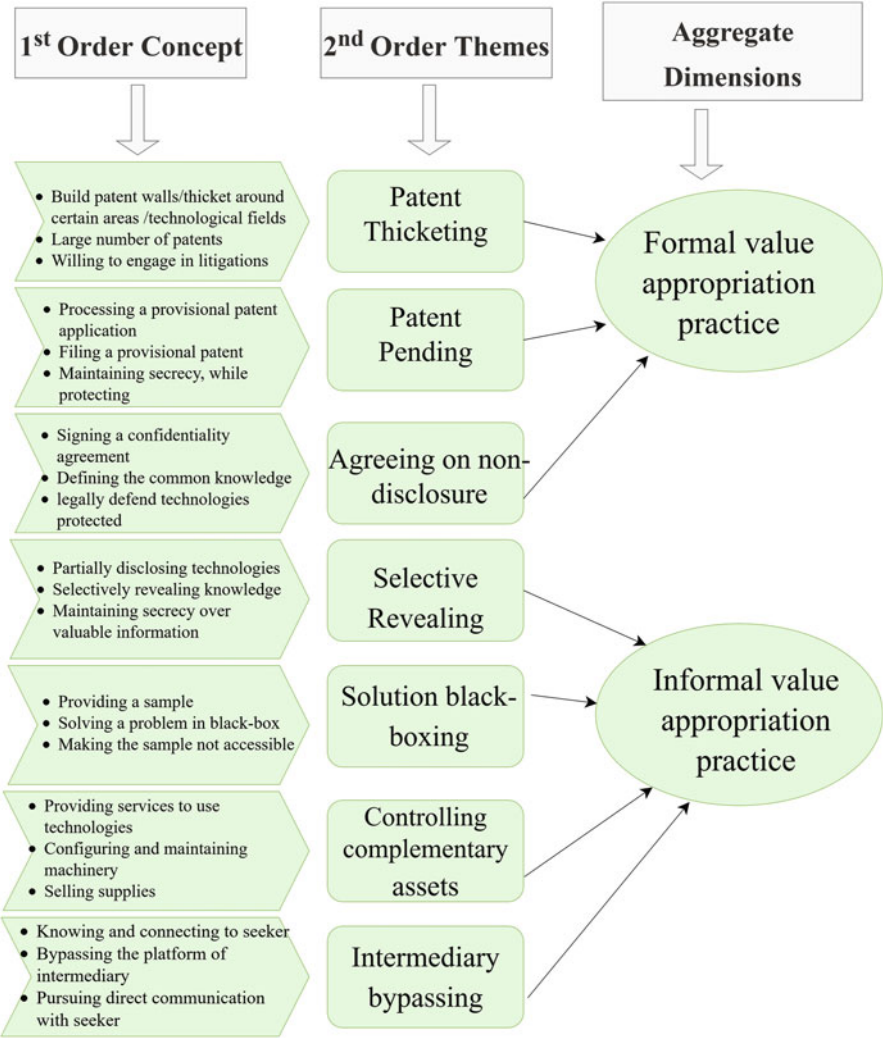 1st Order Concept
2nd Order Themes
Aggregate
Dimensions
• Build patent walls/thicket around
certain areas /technological fields
• Large number of patents
• Willing to engage in litigations
Patent
Thicketing
• Processing a provisional patent
application
• Filing a provisional patent
• Maintaining secrecy, while
protecting
Patent
Pending
• Signing a confidentiality
agreement
• Defining the common knowledge
• legally defend technologies
protected
Agreeing on non-
disclosure
Formal value
appropriation
practice
• Partially disclosing technologies
• Selectively revealing knowledge
• Maintaining secrecy over
valuable information
Selective
Revealing
• Providing a sample
• Solving a problem in black-box
• Making the sample not accessible
Solution black-
boxing
• Providing services to use
technologies
• Configuring and maintaining
machinery
• Selling supplies
Controlling
complementary
assets
• Knowing and connecting to seeker
• Bypassing the platform of
intermediary
• Pursuing direct communication
with seeker
Intermediary
bypassing
Informal value
appropriation
practice